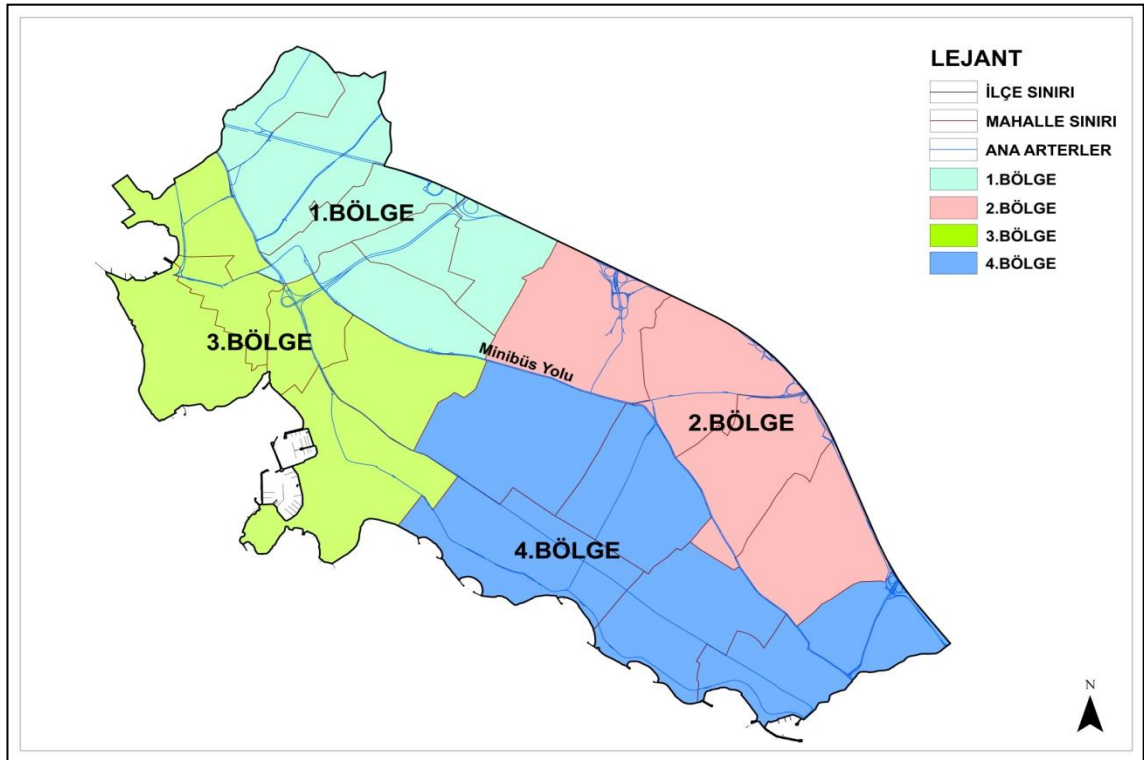 LEJANT
İLÇE SINIRI
MAHALLE SINIRI
ANA ARTERLER
1.BÖLGE
2.BÖLGE
3.BÖLGE
4.BÖLGE
1.BÖLGE
3.BÖLGE
Minibüs Yolu
2.BÖLGE
4.BÖLGE
N